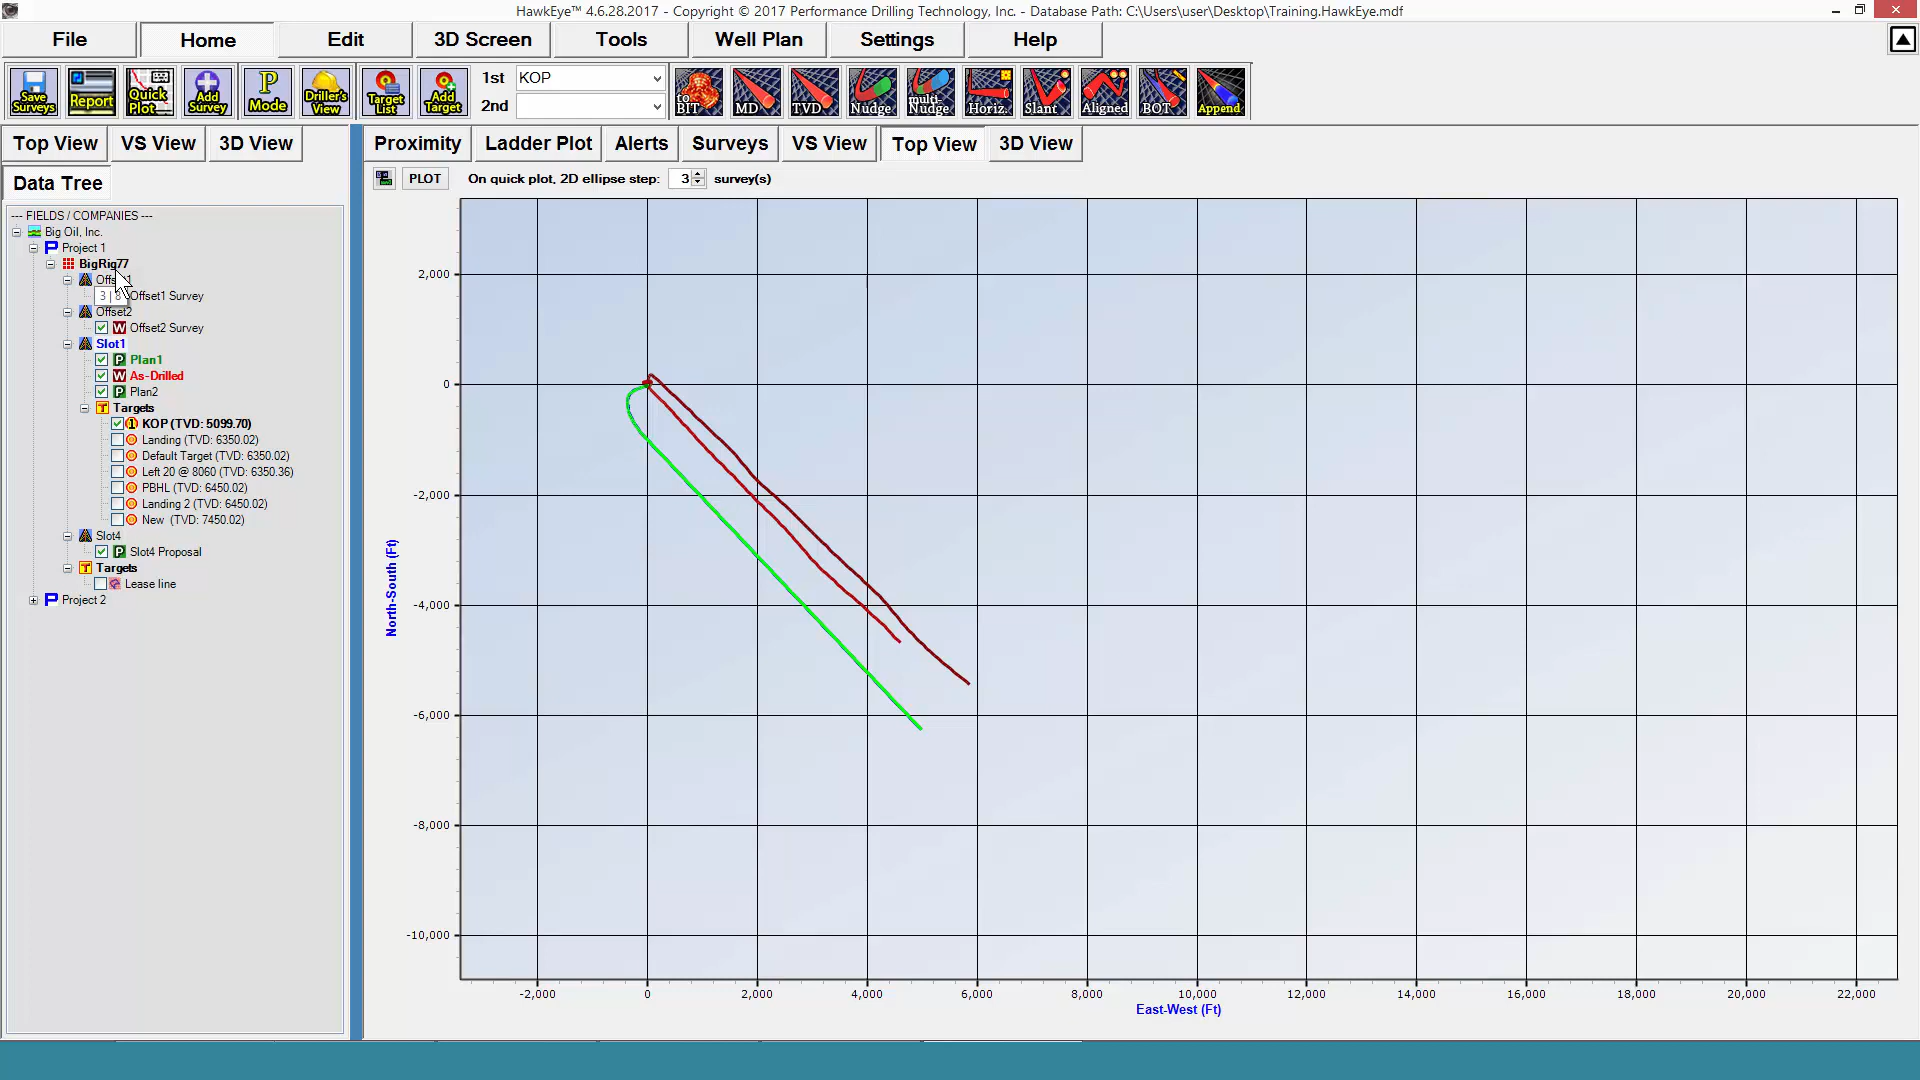 HawkEye™ 4.6.28.2017 - Copyright © 2017 Performance Drilling Technology, Inc. - Database Path: C:\Users\user\Desktop\Training.HawkEye.mdf
File Home Edit 3D Screen Tools Well Plan Settings Help
Save Surveys
Report
Quick Plot
Add Survey
P Mode
Driller's View
Target List
Add Target
1st KOP
2nd
to BIT
MD
TVD
Nudge
multi-Nudge
Horiz.
Slant
Aligned
BOT
Append
Top View VS View 3D View
Data Tree
Proximity Ladder Plot Alerts Surveys VS View Top View 3D View
PLOT On quick plot, 2D ellipse step: 3 survey(s)
--- FIELDS / COMPANIES ---
Big Oil, Inc.
P Project 1
BigRig77
3 | Offset1 Survey
Offset2
W Offset2 Survey
Slot1
P Plan1
W As-Drilled
P Plan2
T Targets
1 KOP (TVD: 5099.70)
Landing (TVD: 6350.02)
Default Target (TVD: 6350.02)
Left 20 @ 8060 (TVD: 6350.36)
PBHL (TVD: 6450.02)
Landing 2 (TVD: 6450.02)
New (TVD: 7450.02)
Slot4
P Slot4 Proposal
T Targets
Lease line
P Project 2
2,000
0
-2,000
-4,000
-6,000
-8,000
-10,000
North-South (Ft)
-2,000 0 2,000 4,000 6,000 8,000 10,000 12,000 14,000 16,000 18,000 20,000 22,000
East-West (Ft)